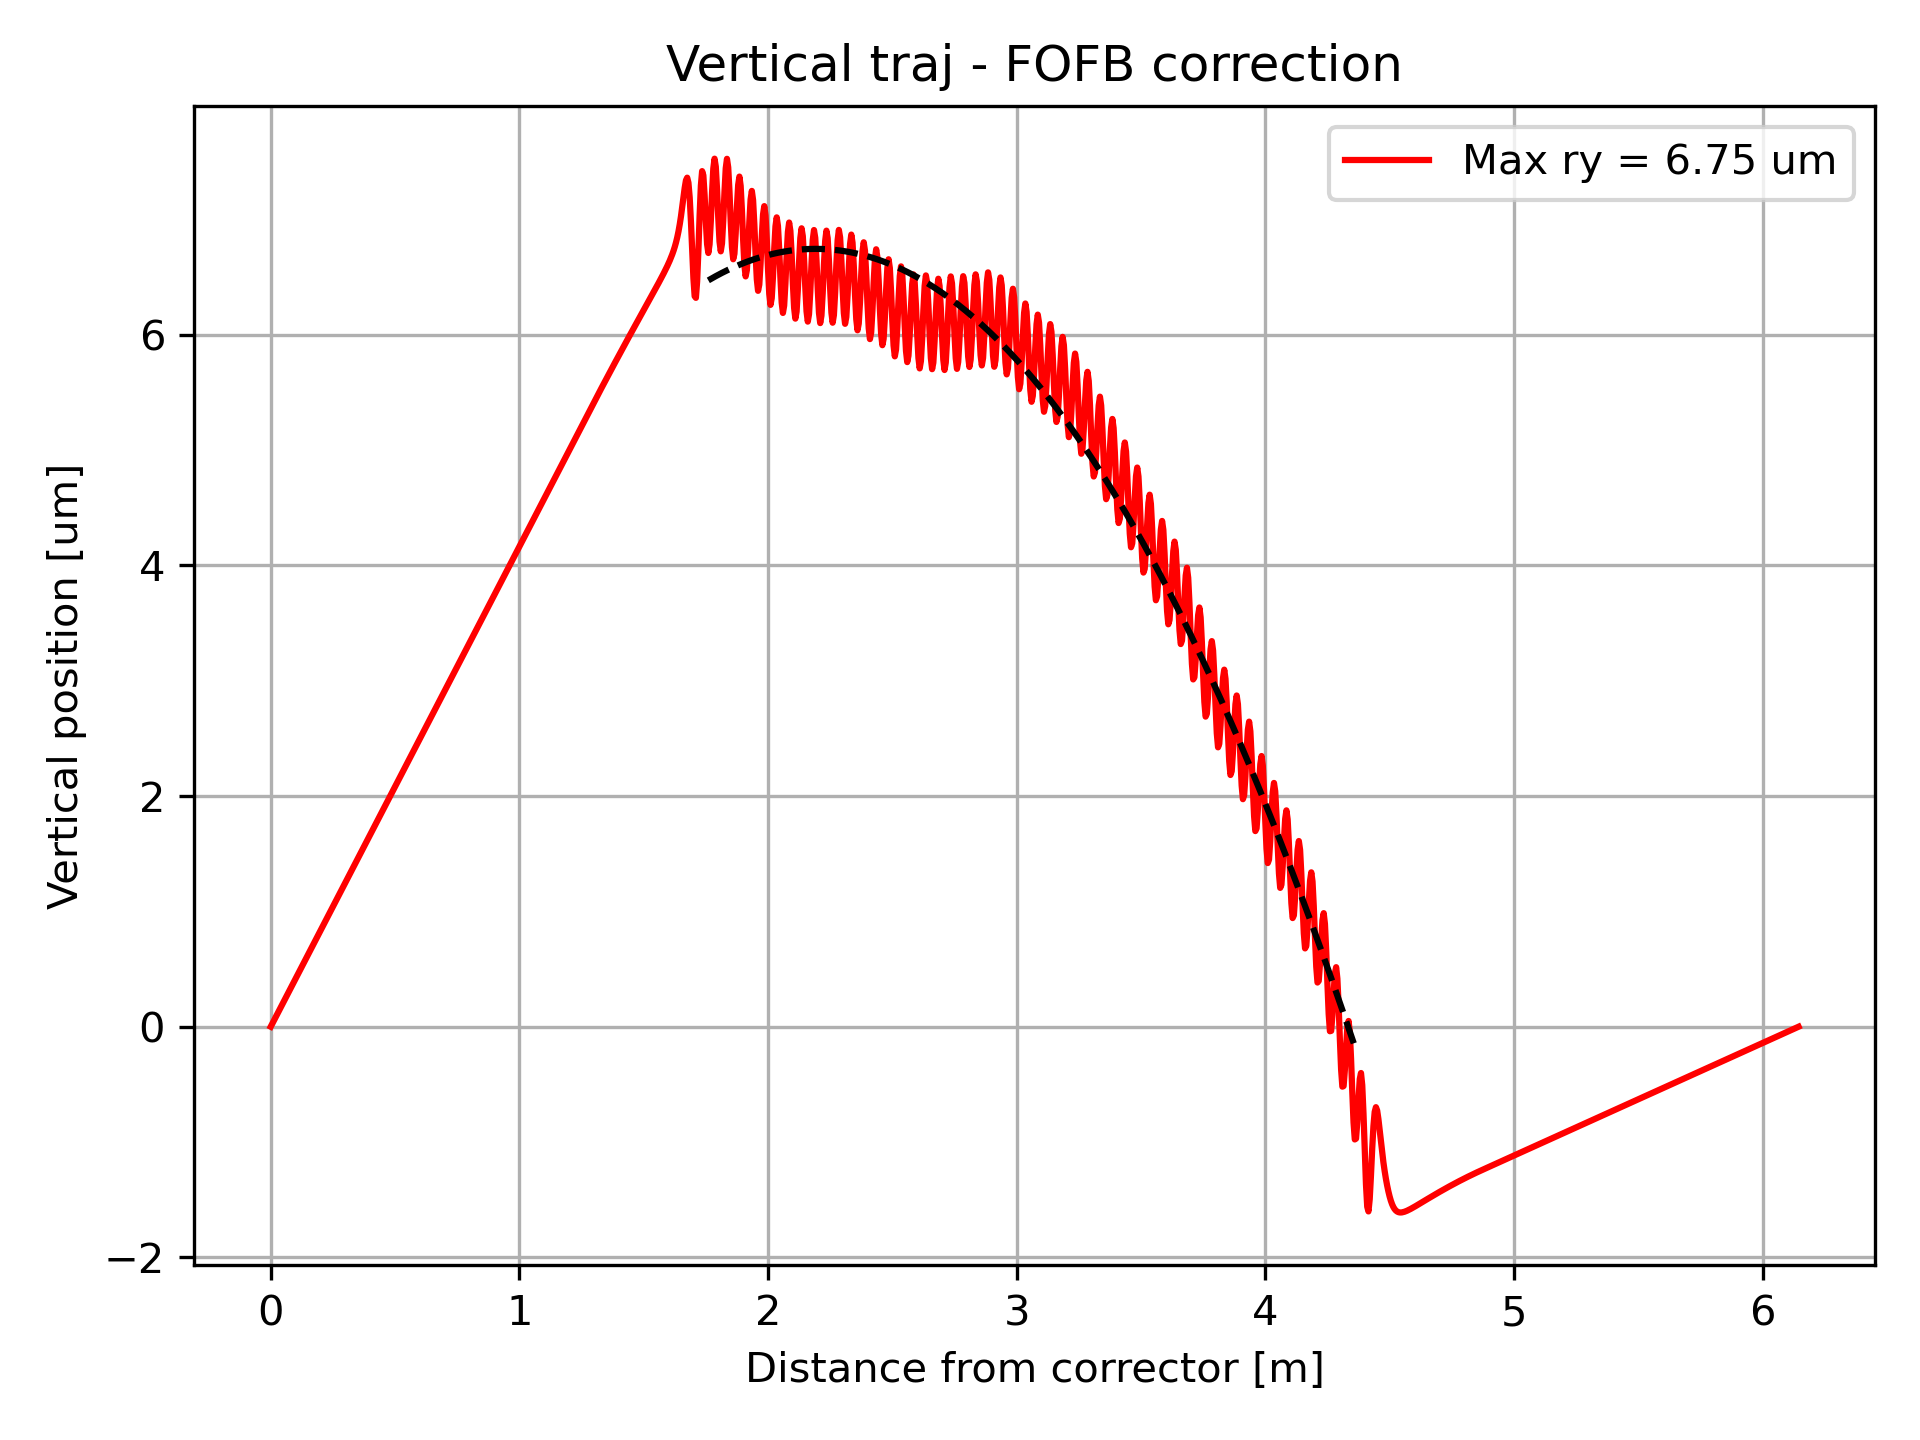 Vertical traj - FOFB correction
Max ry = 6.75 um
Vertical position [um]
6
4
2
0
−2
0 1 2 3 4 5 6
Distance from corrector [m]